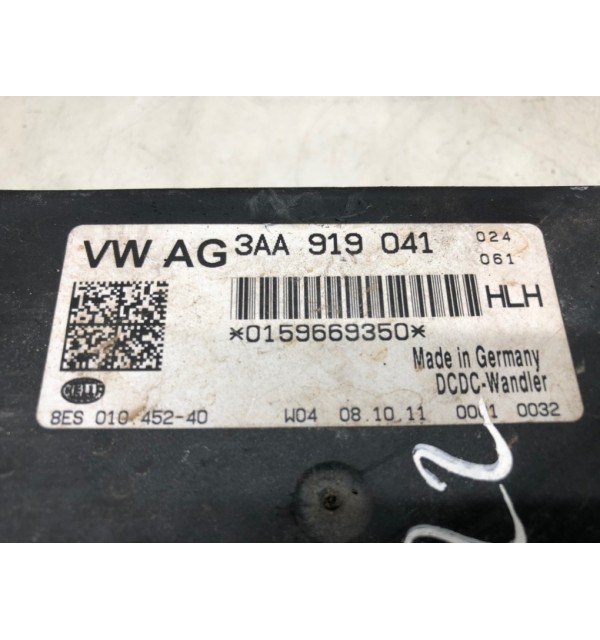 VW AG 3AA 919 041 024
061
HLH
*0159669350*
Made in Germany
DCDC-Wandler
HELLA
8ES 010.452-40 W04 08.10.11 0001 0032
22